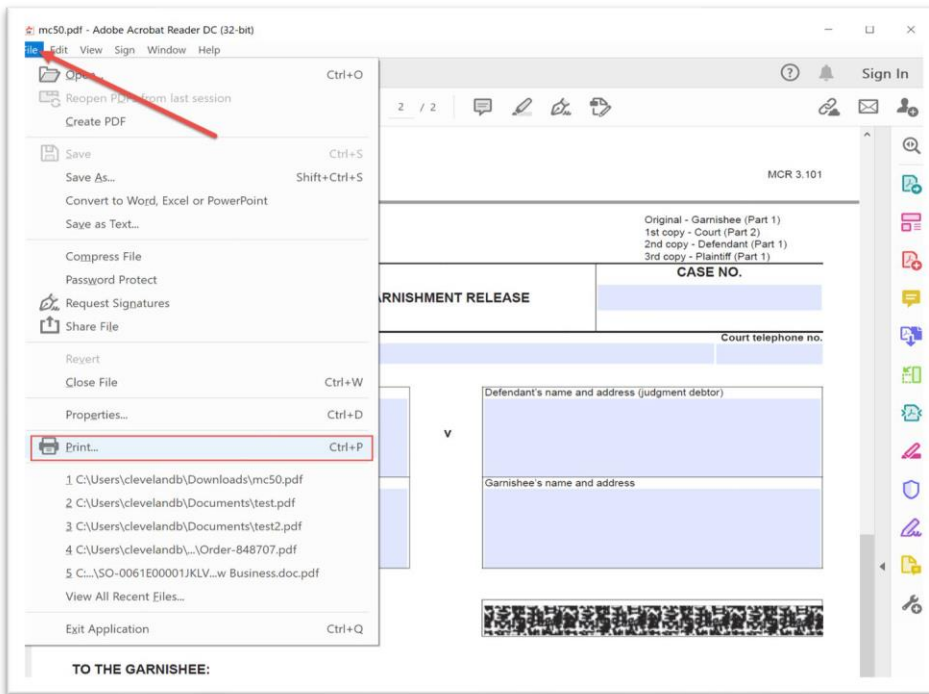 mc50.pdf - Adobe Acrobat Reader DC (32-bit)
File Edit View Sign Window Help
Open... Ctrl+O
Reopen PDFs from last session
Create PDF
Save Ctrl+S
Save As... Shift+Ctrl+S
Convert to Word, Excel or PowerPoint
Save as Text...
Compress File
Password Protect
Request Signatures
Share File
Revert
Close File Ctrl+W
Properties... Ctrl+D
Print... Ctrl+P
1 C:\Users\clevelandb\Downloads\mc50.pdf
2 C:\Users\clevelandb\Documents\test.pdf
3 C:\Users\clevelandb\Documents\test2.pdf
4 C:\Users\clevelandb\...\Order-848707.pdf
5 C:...\SO-0061E00001JKLV...w Business.doc.pdf
View All Recent Files...
Exit Application Ctrl+Q
Sign In
2 / 2
MCR 3.101
Original - Garnishee (Part 1)
1st copy - Court (Part 2)
2nd copy - Defendant (Part 1)
3rd copy - Plaintiff (Part 1)
CASE NO.
RNISHMENT RELEASE
Court telephone no.
Defendant's name and address (judgment debtor)
v
Garnishee's name and address
TO THE GARNISHEE: